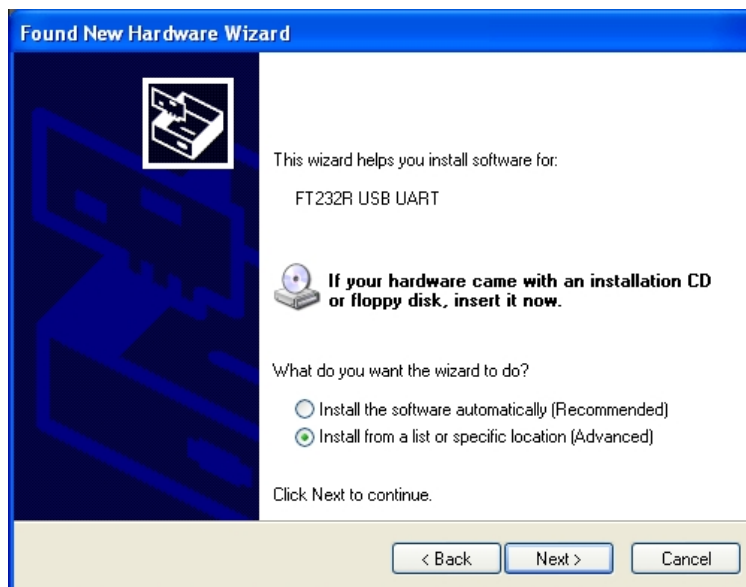 Found New Hardware Wizard
This wizard helps you install software for:
FT232R USB UART
If your hardware came with an installation CD
or floppy disk, insert it now.
What do you want the wizard to do?
Install the software automatically (Recommended)
Install from a list or specific location (Advanced)
Click Next to continue.
< Back Next > Cancel